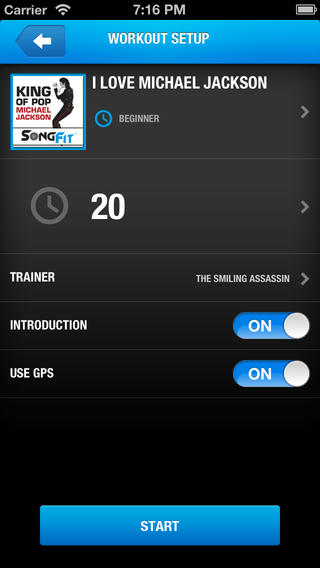 Carrier 7:16 PM
WORKOUT SETUP
I LOVE MICHAEL JACKSON
KING
OF POP
MICHAEL
JACKSON
SONGFIT
BEGINNER
20
TRAINER THE SMILING ASSASSIN
INTRODUCTION ON
USE GPS ON
START